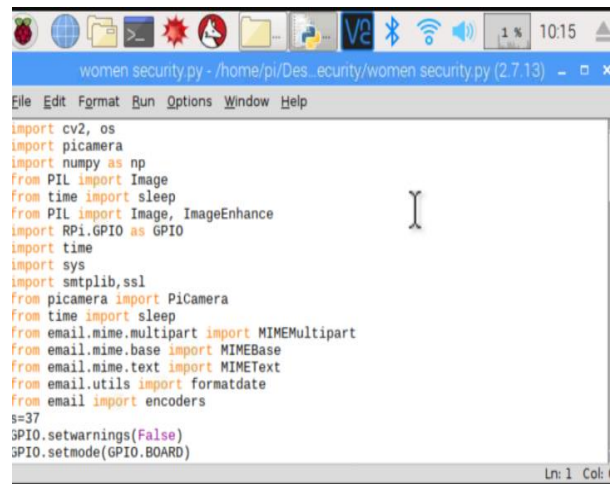 1 % 10:15
women security.py - /home/pi/Des...ecurity/women security.py (2.7.13)
File Edit Format Run Options Window Help
import cv2, os
import picamera
import numpy as np
from PIL import Image
from time import sleep
from PIL import Image, ImageEnhance
import RPi.GPIO as GPIO
import time
import sys
import smtplib,ssl
from picamera import PiCamera
from time import sleep
from email.mime.multipart import MIMEMultipart
from email.mime.base import MIMEBase
from email.mime.text import MIMEText
from email.utils import formatdate
from email import encoders
s=37
GPIO.setwarnings(False)
GPIO.setmode(GPIO.BOARD)
Ln: 1 Col: